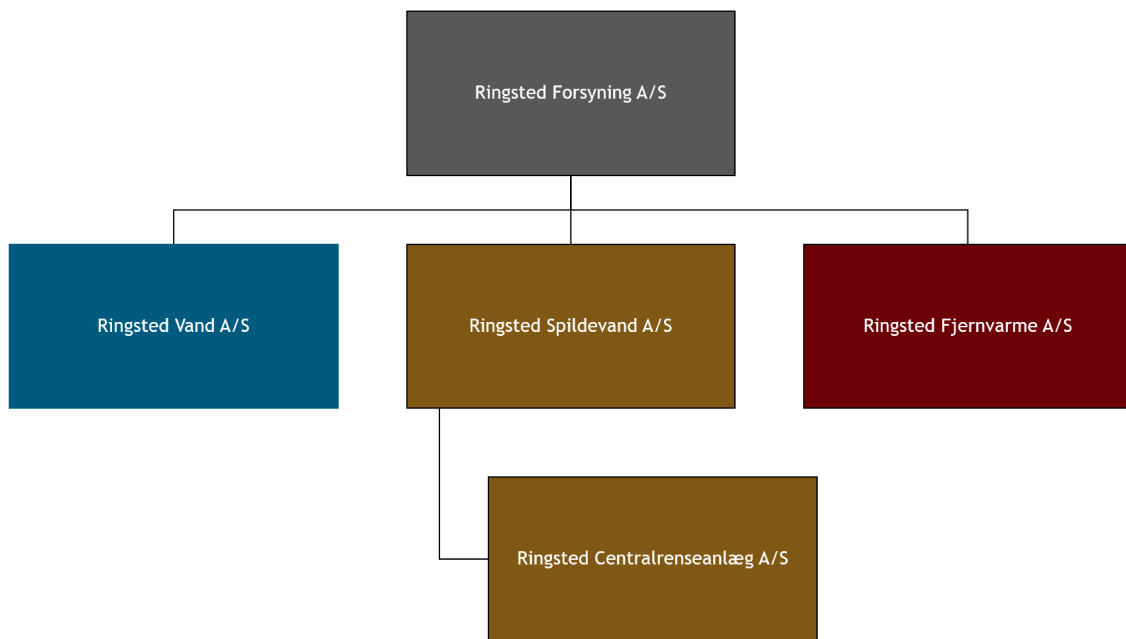 Ringsted Forsyning A/S
Ringsted Vand A/S
Ringsted Spildevand A/S
Ringsted Fjernvarme A/S
Ringsted Centralrenseanlæg A/S